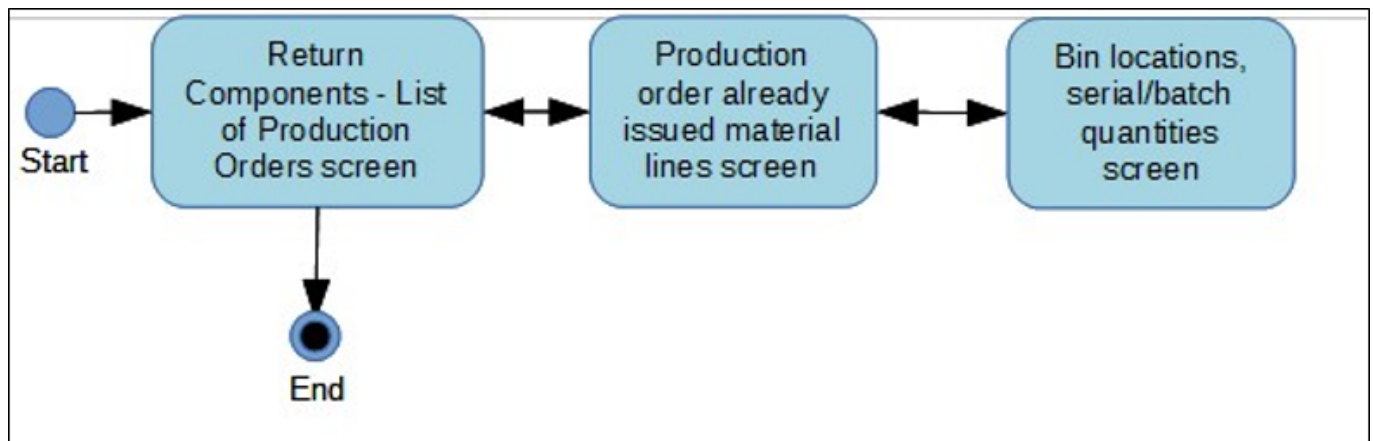 Return
Components - List
of Production
Orders screen
Production
order already
issued material
lines screen
Bin locations,
serial/batch
quantities
screen
Start
End